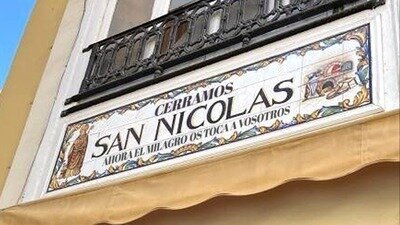 CERRAMOS
SAN NICOLAS
AHORA EL MILAGRO OS TOCA A VOSOTROS